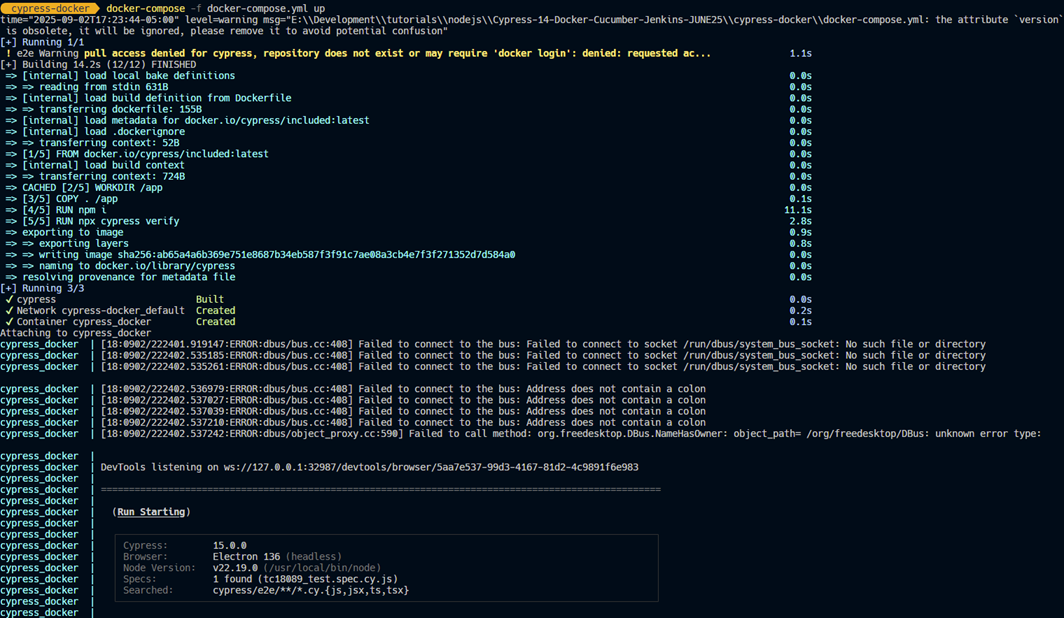 cypress-docker docker-compose -f docker-compose.yml up
time="2025-09-02T17:23:44-05:00" level=warning msg="E:\\Development\\tutorials\\nodejs\\Cypress-14-Docker-Cucumber-Jenkins-JUNE25\\cypress-docker\\docker-compose.yml: the attribute `version`
is obsolete, it will be ignored, please remove it to avoid potential confusion"
[+] Running 1/1
! e2e Warning pull access denied for cypress, repository does not exist or may require 'docker login': denied: requested ac... 1.1s
[+] Building 14.2s (12/12) FINISHED
=> [internal] load local bake definitions 0.0s
=> => reading from stdin 631B 0.0s
=> [internal] load build definition from Dockerfile 0.0s
=> => transferring dockerfile: 155B 0.0s
=> [internal] load metadata for docker.io/cypress/included:latest 0.0s
=> [internal] load .dockerignore 0.0s
=> => transferring context: 52B 0.0s
=> [1/5] FROM docker.io/cypress/included:latest 0.0s
=> [internal] load build context 0.0s
=> => transferring context: 724B 0.0s
=> CACHED [2/5] WORKDIR /app 0.0s
=> [3/5] COPY . /app 0.1s
=> [4/5] RUN npm i 11.1s
=> [5/5] RUN npx cypress verify 2.8s
=> exporting to image 0.9s
=> => exporting layers 0.8s
=> => writing image sha256:ab65a4a6b369e751e8687b34eb587f3f91c7ae08a3cb4e7f3f271352d7d584a0 0.0s
=> => naming to docker.io/library/cypress 0.0s
=> resolving provenance for metadata file 0.0s
[+] Running 3/3
✓ cypress Built 0.0s
✓ Network cypress-docker_default Created 0.2s
✓ Container cypress_docker Created 0.1s
Attaching to cypress_docker
cypress_docker | [18:0902/222401.919147:ERROR:dbus/bus.cc:408] Failed to connect to the bus: Failed to connect to socket /run/dbus/system_bus_socket: No such file or directory
cypress_docker | [18:0902/222402.535185:ERROR:dbus/bus.cc:408] Failed to connect to the bus: Failed to connect to socket /run/dbus/system_bus_socket: No such file or directory
cypress_docker | [18:0902/222402.535261:ERROR:dbus/bus.cc:408] Failed to connect to the bus: Failed to connect to socket /run/dbus/system_bus_socket: No such file or directory
cypress_docker | [18:0902/222402.536979:ERROR:dbus/bus.cc:408] Failed to connect to the bus: Address does not contain a colon
cypress_docker | [18:0902/222402.537027:ERROR:dbus/bus.cc:408] Failed to connect to the bus: Address does not contain a colon
cypress_docker | [18:0902/222402.537039:ERROR:dbus/bus.cc:408] Failed to connect to the bus: Address does not contain a colon
cypress_docker | [18:0902/222402.537210:ERROR:dbus/bus.cc:408] Failed to connect to the bus: Address does not contain a colon
cypress_docker | [18:0902/222402.537242:ERROR:dbus/object_proxy.cc:590] Failed to call method: org.freedesktop.DBus.NameHasOwner: object_path= /org/freedesktop/DBus: unknown error type:
cypress_docker |
cypress_docker | DevTools listening on ws://127.0.0.1:32987/devtools/browser/5aa7e537-99d3-4167-81d2-4c9891f6e983
cypress_docker |
cypress_docker | ====================================================================================================
cypress_docker |
cypress_docker | (Run Starting)
cypress_docker |
cypress_docker |
cypress_docker | Cypress: 15.0.0
cypress_docker | Browser: Electron 136 (headless)
cypress_docker | Node Version: v22.19.0 (/usr/local/bin/node)
cypress_docker | Specs: 1 found (tc18089_test.spec.cy.js)
cypress_docker | Searched: cypress/e2e/**/*.cy.{js,jsx,ts,tsx}
cypress_docker |
cypress_docker |